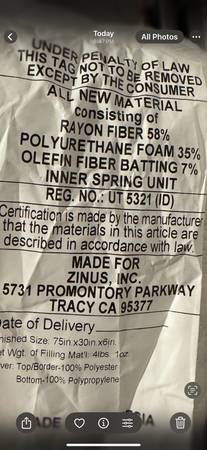 Today
All Photos
UNDER PENALTY OF LAW
THIS TAG NOT TO BE REMOVED
EXCEPT BY THE CONSUMER
ALL NEW MATERIAL
consisting of
RAYON FIBER 58%
POLYURETHANE FOAM 35%
OLEFIN FIBER BATTING 7%
INNER SPRING UNIT
REG. NO.: UT 5321 (ID)
Certification is made by the manufacturer
that the materials in this article are
described in accordance with law.
MADE FOR
ZINUS, INC.
5731 PROMONTORY PARKWAY
TRACY CA 95377
Date of Delivery
nished Size: 75in.x30in.x6in.
et Wgt. of Filling Mat'l: 4lbs 1oz
ver: Top/Border-100% Polyester
Bottom-100% Polypropylene